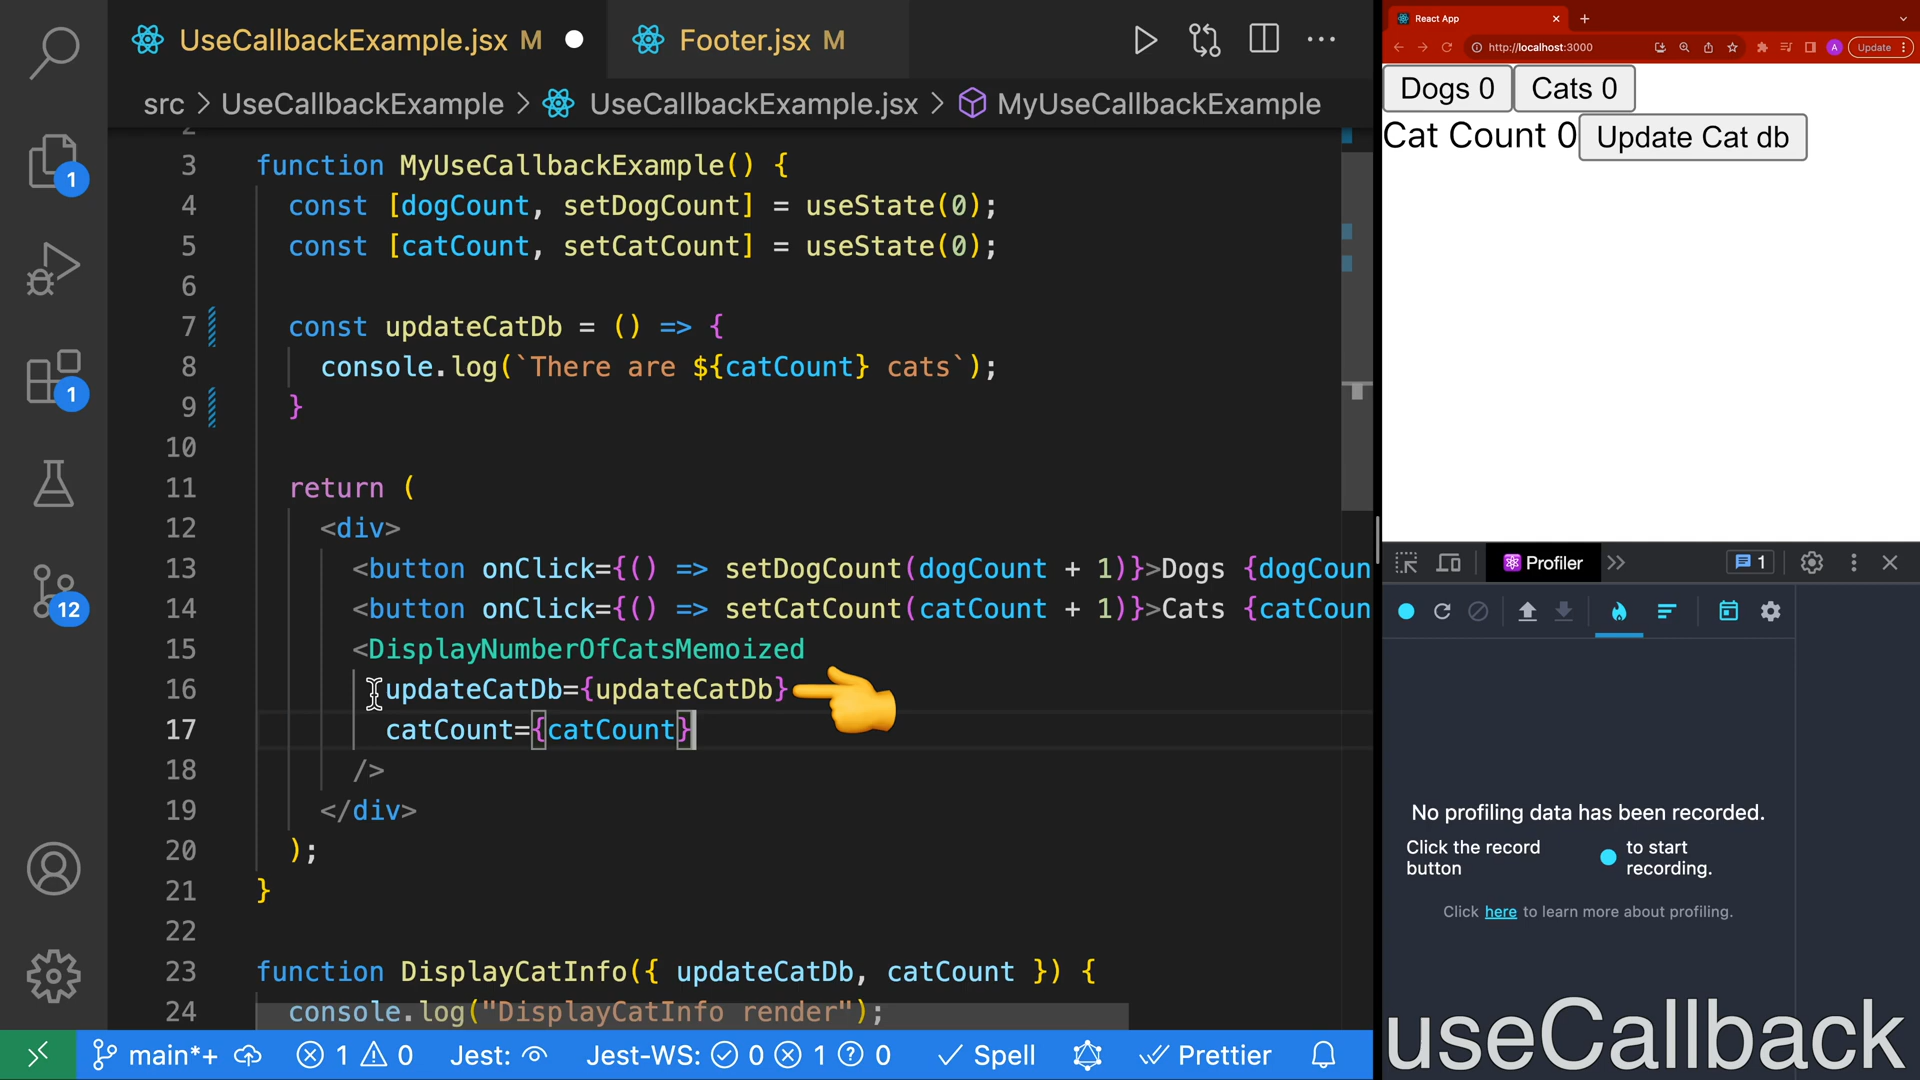 UseCallbackExample.jsx M
Footer.jsx M
src > UseCallbackExample > UseCallbackExample.jsx > MyUseCallbackExample
2
3 function MyUseCallbackExample() {
4 const [dogCount, setDogCount] = useState(0);
5 const [catCount, setCatCount] = useState(0);
6
7 const updateCatDb = () => {
8 console.log(`There are ${catCount} cats`);
9 }
10
11 return (
12 <div>
13 <button onClick={() => setDogCount(dogCount + 1)}>Dogs {dogCoun
14 <button onClick={() => setCatCount(catCount + 1)}>Cats {catCoun
15 <DisplayNumberOfCatsMemoized
16 updateCatDb={updateCatDb}
17 catCount={catCount}
18 />
19 </div>
20 );
21 }
22
23 function DisplayCatInfo({ updateCatDb, catCount }) {
24 console.log("DisplayCatInfo render");
1
1
12
main*+
1
0
Jest:
Jest-WS:
0
1
0
Spell
Prettier
React App
http://localhost:3000
A
Update
Dogs 0
Cats 0
Cat Count 0
Update Cat db
Profiler
1
No profiling data has been recorded.
Click the record button
to start recording.
Click here to learn more about profiling.
useCallback